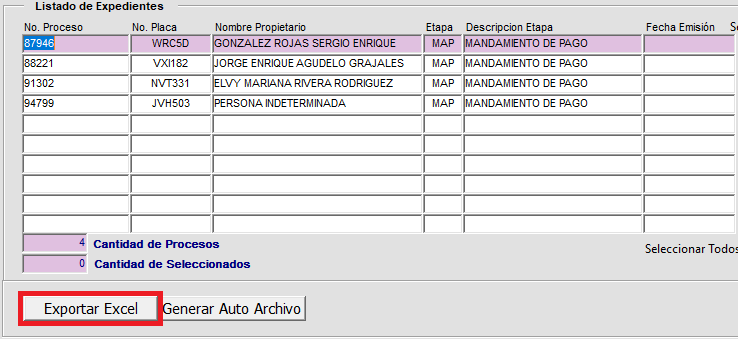 Listado de Expedientes
No. Proceso No. Placa Nombre Propietario Etapa Descripcion Etapa Fecha Emisión
87946 WRC5D GONZALEZ ROJAS SERGIO ENRIQUE MAP MANDAMIENTO DE PAGO
88221 VXI182 JORGE ENRIQUE AGUDELO GRAJALES MAP MANDAMIENTO DE PAGO
91302 NVT331 ELVY MARIANA RIVERA RODRIGUEZ MAP MANDAMIENTO DE PAGO
94799 JVH503 PERSONA INDETERMINADA MAP MANDAMIENTO DE PAGO
4 Cantidad de Procesos
Seleccionar Todos
0 Cantidad de Seleccionados
Exportar Excel Generar Auto Archivo